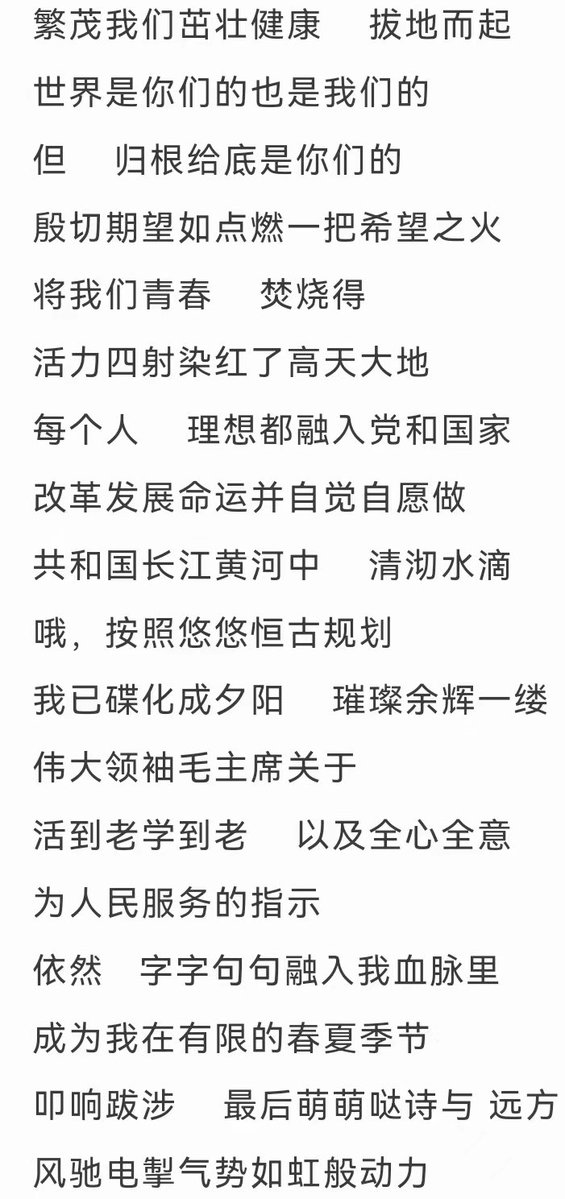 繁茂我们茁壮健康 拔地而起
世界是你们的也是我们的
但 归根给底是你们的
殷切期望如点燃一把希望之火
将我们青春 焚烧得
活力四射染红了高天大地
每个人 理想都融入党和国家
改革发展命运并自觉自愿做
共和国长江黄河中 清沏水滴
哦，按照悠悠恒古规划
我已碟化成夕阳 璀璨余辉一缕
伟大领袖毛主席关于
活到老学到老 以及全心全意
为人民服务的指示
依然 字字句句融入我血脉里
成为我在有限的春夏季节
叩响跋涉 最后萌萌哒诗与 远方
风驰电掣气势如虹般动力